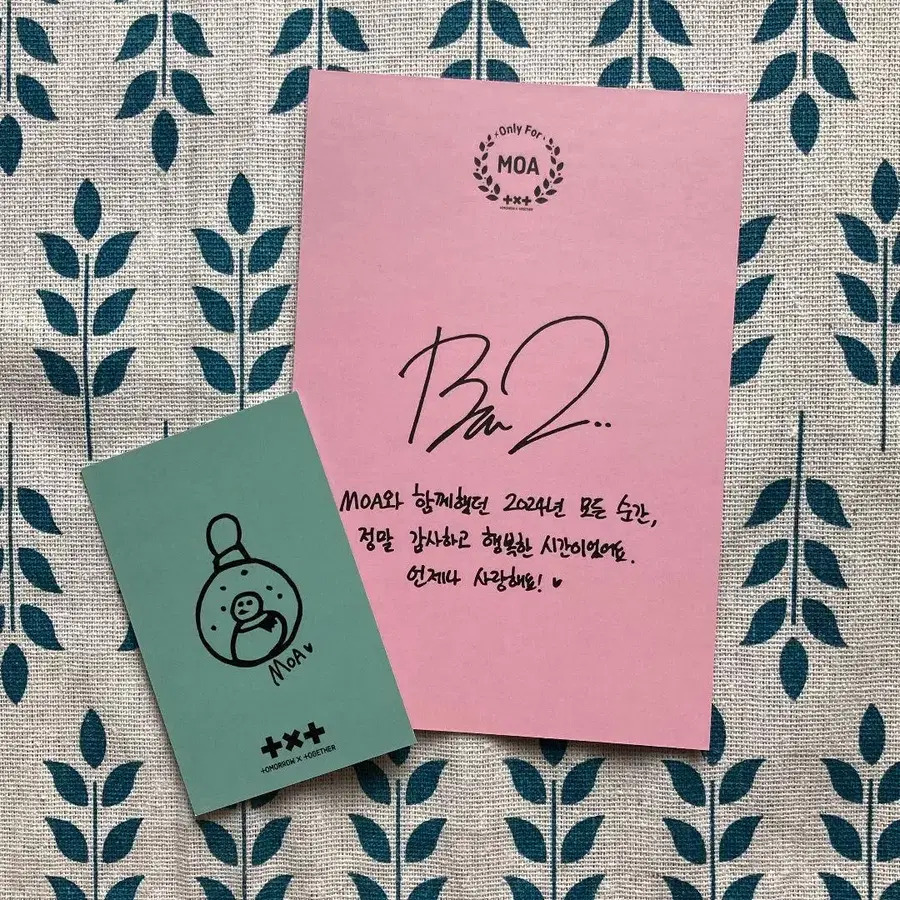 Only For
MOA
+×+
TOMORROW × TOGETHER
MOA와 함께했던 2024년 모든 순간,
정말 감사하고 행복한 시간이었어요.
언제나 사랑해요! ♥
MOA ♥
+×+
TOMORROW × TOGETHER